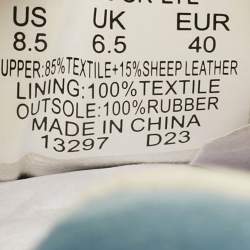 US UK EUR
8.5 6.5 40
UPPER:85%TEXTILE+15%SHEEP LEATHER
LINING:100%TEXTILE
OUTSOLE:100%RUBBER
MADE IN CHINA
13297 D23